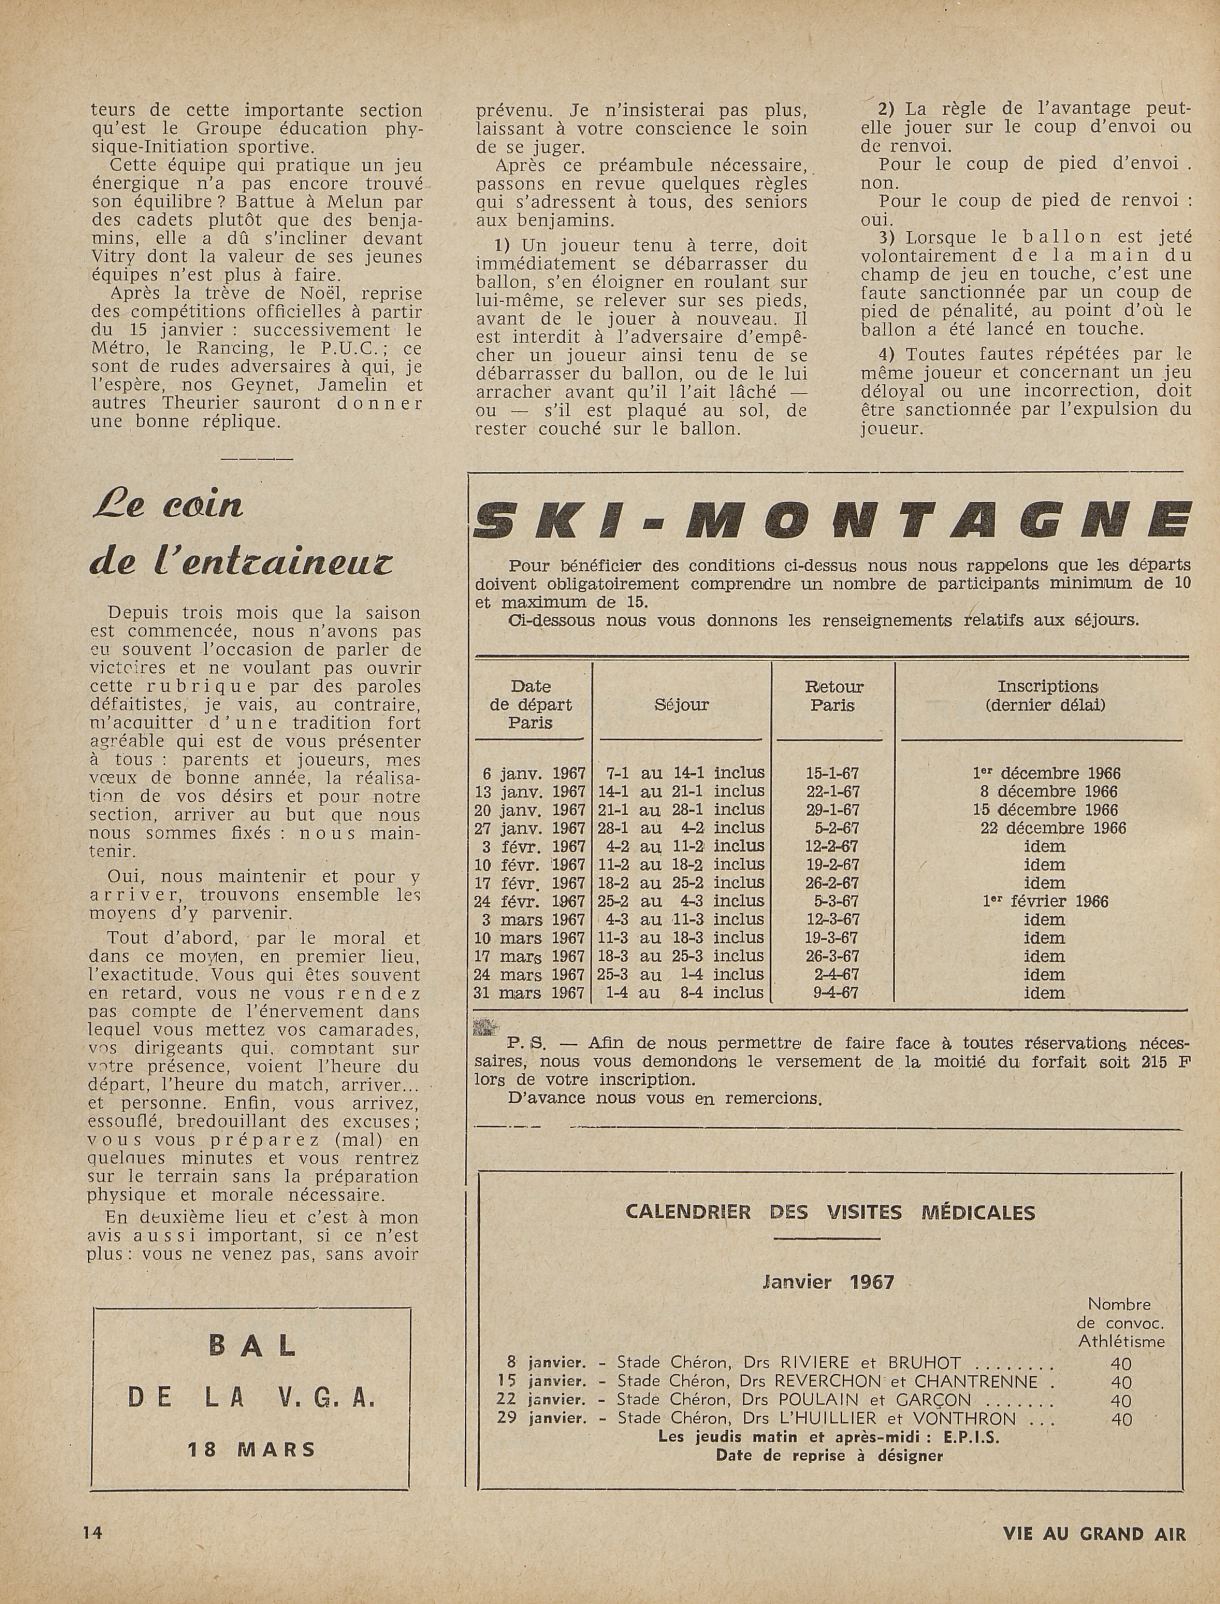 teurs de cette importante section
qu'est le Groupe éducation phy-
sique-Initiation sportive.
Cette équipe qui pratique un jeu
énergique n'a pas encore trouvé
son équilibre ? Battue à Melun par
des cadets plutôt que des benja-
mins, elle a dû s'incliner devant
Vitry dont la valeur de ses jeunes
équipes n'est plus à faire.
Après la trève de Noël, reprise
des compétitions officielles à partir
du 15 janvier : successivement le
Métro, le Rancing, le P.U.C. ; ce
sont de rudes adversaires à qui, je
l'espère, nos Geynet, Jamelin et
autres Theurier sauront donner
une bonne réplique.
Le coin
de l'entraineur
Depuis trois mois que la saison
est commencée, nous n'avons pas
eu souvent l'occasion de parler de
victoires et ne voulant pas ouvrir
cette rubrique par des paroles
défaitistes, je vais, au contraire,
m'acquitter d'une tradition fort
agréable qui est de vous présenter
à tous : parents et joueurs, mes
vœux de bonne année, la réalisa-
tion de vos désirs et pour notre
section, arriver au but que nous
nous sommes fixés : nous main-
tenir.
Oui, nous maintenir et pour y
arriver, trouvons ensemble les
moyens d'y parvenir.
Tout d'abord, par le moral et
dans ce moyen, en premier lieu,
l'exactitude. Vous qui êtes souvent
en retard, vous ne vous rendez
pas compte de l'énervement dans
lequel vous mettez vos camarades,
vos dirigeants qui, comptant sur
votre présence, voient l'heure du
départ, l'heure du match, arriver...
et personne. Enfin, vous arrivez,
essouflé, bredouillant des excuses ;
vous vous préparez (mal) en
quelques minutes et vous rentrez
sur le terrain sans la préparation
physique et morale nécessaire.
En deuxième lieu et c'est à mon
avis aussi important, si ce n'est
plus : vous ne venez pas, sans avoir
prévenu. Je n'insisterai pas plus,
laissant à votre conscience le soin
de se juger.
Après ce préambule nécessaire,
passons en revue quelques règles
qui s'adressent à tous, des seniors
aux benjamins.
1) Un joueur tenu à terre, doit
immédiatement se débarrasser du
ballon, s'en éloigner en roulant sur
lui-même, se relever sur ses pieds,
avant de le jouer à nouveau. Il
est interdit à l'adversaire d'empê-
cher un joueur ainsi tenu de se
débarrasser du ballon, ou de le lui
arracher avant qu'il l'ait lâché —
ou — s'il est plaqué au sol, de
rester couché sur le ballon.
2) La règle de l'avantage peut-
elle jouer sur le coup d'envoi ou
de renvoi.
Pour le coup de pied d'envoi .
non.
Pour le coup de pied de renvoi :
oui.
3) Lorsque le ballon est jeté
volontairement de la main du
champ de jeu en touche, c'est une
faute sanctionnée par un coup de
pied de pénalité, au point d'où le
ballon a été lancé en touche.
4) Toutes fautes répétées par le
même joueur et concernant un jeu
déloyal ou une incorrection, doit
être sanctionnée par l'expulsion du
joueur.
SKI-MONTAGNE
Pour bénéficier des conditions ci-dessus nous nous rappelons que les départs
doivent obligatoirement comprendre un nombre de participants minimum de 10
et maximum de 15.
Ci-dessous nous vous donnons les renseignements relatifs aux séjours.
Date de départ Paris | Séjour | Retour Paris | Inscriptions (dernier délai)
6 janv. 1967 | 7-1 au 14-1 inclus | 15-1-67 | 1er décembre 1966
13 janv. 1967 | 14-1 au 21-1 inclus | 22-1-67 | 8 décembre 1966
20 janv. 1967 | 21-1 au 28-1 inclus | 29-1-67 | 15 décembre 1966
27 janv. 1967 | 28-1 au 4-2 inclus | 5-2-67 | 22 décembre 1966
3 févr. 1967 | 4-2 au 11-2 inclus | 12-2-67 | idem
10 févr. 1967 | 11-2 au 18-2 inclus | 19-2-67 | idem
17 févr. 1967 | 18-2 au 25-2 inclus | 26-2-67 | idem
24 févr. 1967 | 25-2 au 4-3 inclus | 5-3-67 | 1er février 1966
3 mars 1967 | 4-3 au 11-3 inclus | 12-3-67 | idem
10 mars 1967 | 11-3 au 18-3 inclus | 19-3-67 | idem
17 mars 1967 | 18-3 au 25-3 inclus | 26-3-67 | idem
24 mars 1967 | 25-3 au 1-4 inclus | 2-4-67 | idem
31 mars 1967 | 1-4 au 8-4 inclus | 9-4-67 | idem
P. S. — Afin de nous permettre de faire face à toutes réservations néces-
saires, nous vous demondons le versement de la moitié du forfait soit 215 F
lors de votre inscription.
D'avance nous vous en remercions.
CALENDRIER DES VISITES MÉDICALES
Janvier 1967
Nombre
de convoc.
Athlétisme
8 janvier. - Stade Chéron, Drs RIVIERE et BRUHOT ........ 40
15 janvier. - Stade Chéron, Drs REVERCHON et CHANTRENNE . 40
22 janvier. - Stade Chéron, Drs POULAIN et GARÇON ....... 40
29 janvier. - Stade Chéron, Drs L'HUILLIER et VONTHRON ... 40
Les jeudis matin et après-midi : E.P.I.S.
Date de reprise à désigner
BAL
DE LA V.G.A.
18 MARS
14
VIE AU GRAND AIR